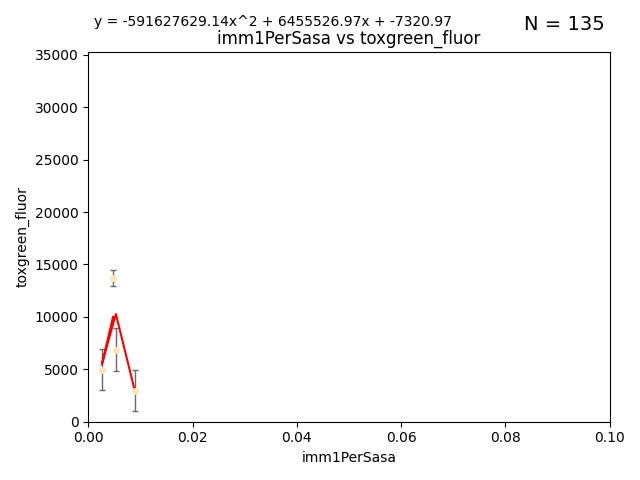 y = -591627629.14x^2 + 6455526.97x + -7320.97
N = 135
imm1PerSasa vs toxgreen_fluor
35000
30000
25000
20000
15000
10000
5000
0
toxgreen_fluor
0.00 0.02 0.04 0.06 0.08 0.10
imm1PerSasa